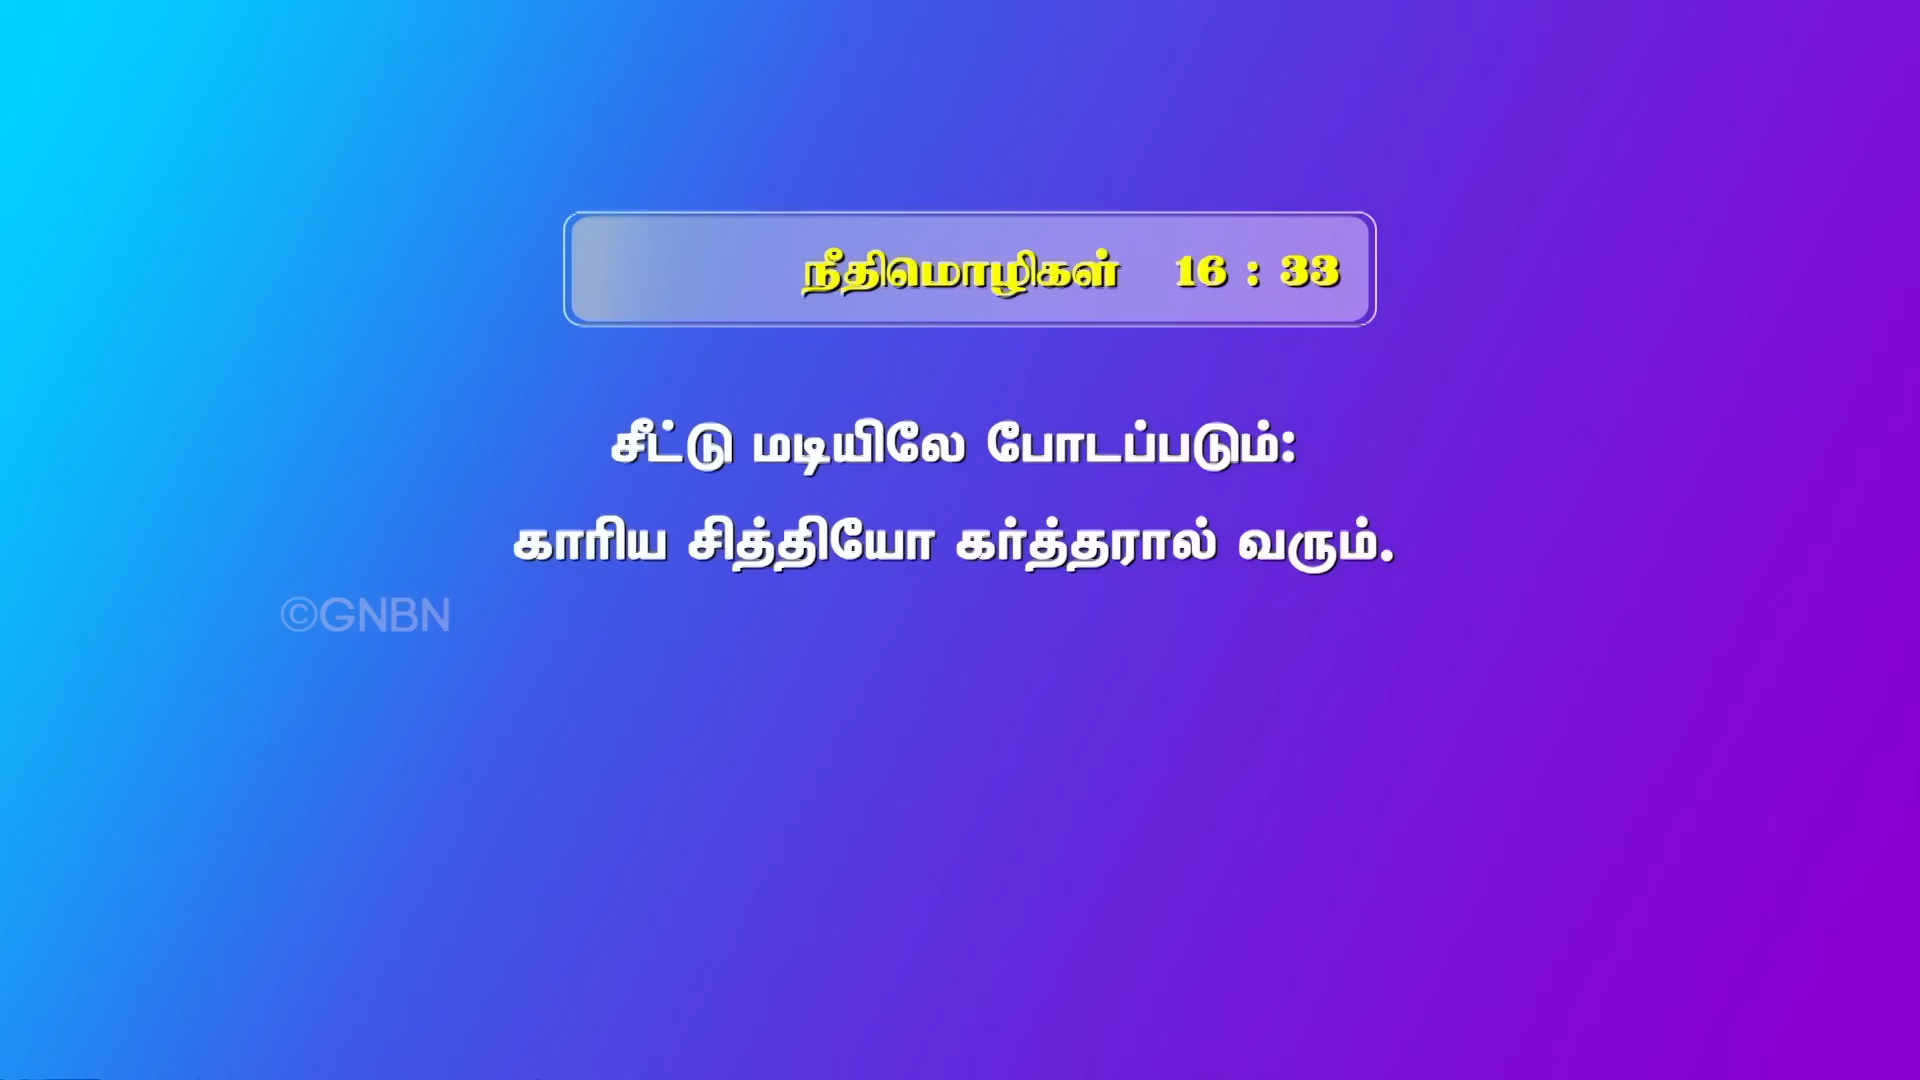 நீதிமொழிகள் 16 : 33
சீட்டு மடியிலே போடப்படும்:
காரிய சித்தியோ கர்த்தரால் வரும்.
©GNBN